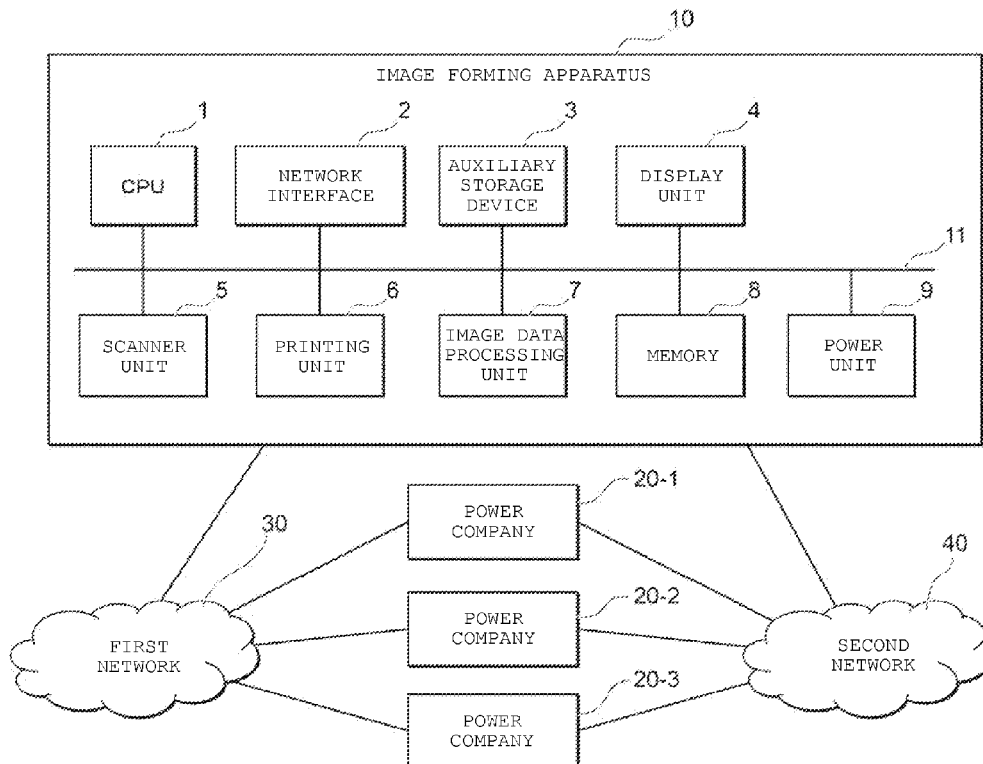 10
IMAGE FORMING APPARATUS
1
2
3
4
CPU
NETWORK
INTERFACE
AUXILIARY
STORAGE
DEVICE
DISPLAY
UNIT
11
5
6
7
8
9
SCANNER
UNIT
PRINTING
UNIT
IMAGE DATA
PROCESSING
UNIT
MEMORY
POWER UNIT
20-1
POWER
COMPANY
30
40
20-2
POWER
COMPANY
FIRST
NETWORK
SECOND
NETWORK
20-3
POWER
COMPANY